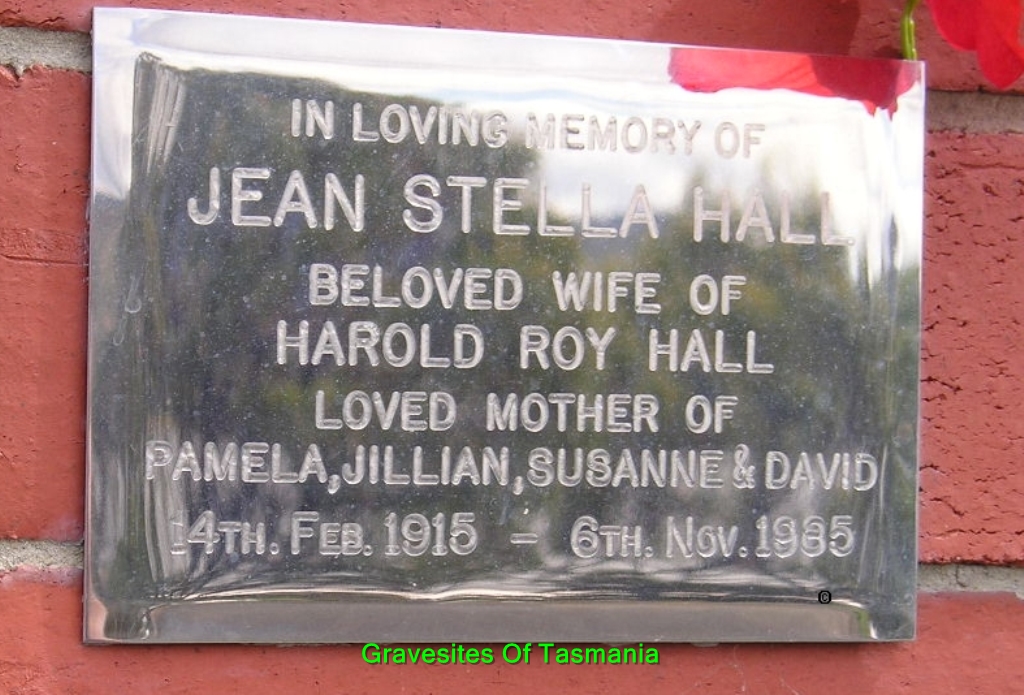 IN LOVING MEMORY OF
JEAN STELLA HALL
BELOVED WIFE OF
HAROLD ROY HALL
LOVED MOTHER OF
PAMELA, JILLIAN, SUSANNE & DAVID
14TH. FEB. 1915 – 6TH. NOV. 1985
©
Gravesites Of Tasmania